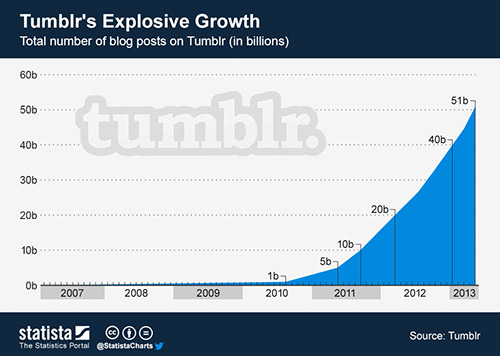 Tumblr's Explosive Growth
Total number of blog posts on Tumblr (in billions)
60b
50b
40b
30b
20b
10b
0b
tumblr.
1b
5b
10b
20b
40b
51b
2007 2008 2009 2010 2011 2012 2013
statista
The Statistics Portal
@StatistaCharts
Source: Tumblr